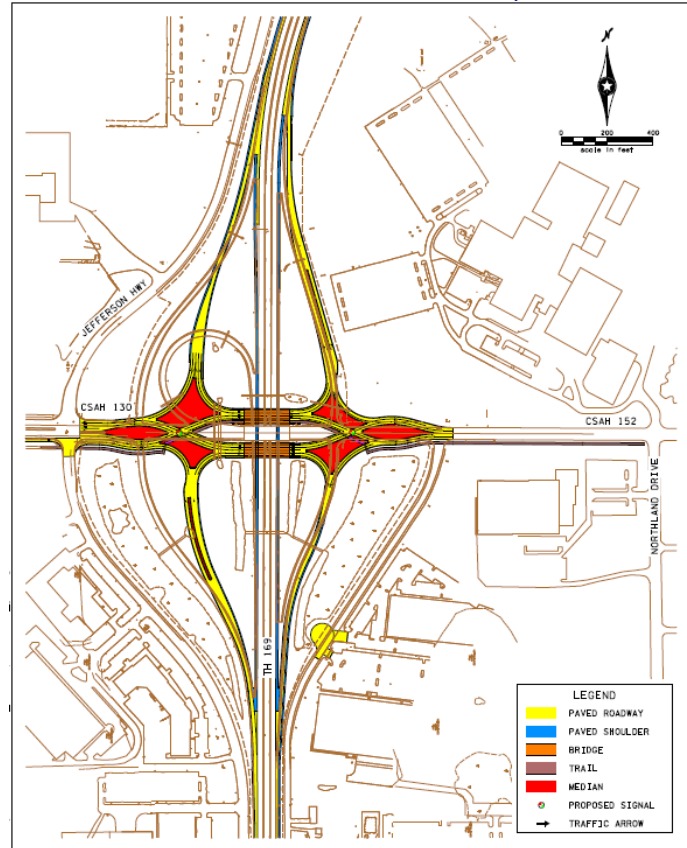 N
0 200 400
scale in feet
JEFFERSON HWY
CSAH 130
CSAH 152
NORTHLAND DRIVE
TH 169
LEGEND
PAVED ROADWAY
PAVED SHOULDER
BRIDGE
TRAIL
MEDIAN
PROPOSED SIGNAL
TRAFFIC ARROW